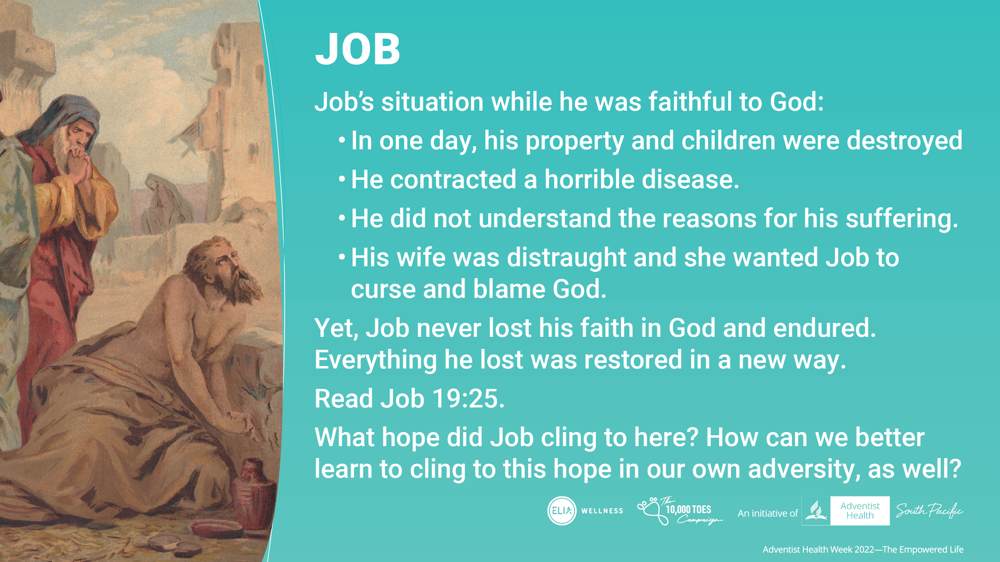 JOB
Job’s situation while he was faithful to God:
• In one day, his property and children were destroyed
• He contracted a horrible disease.
• He did not understand the reasons for his suffering.
• His wife was distraught and she wanted Job to
curse and blame God.
Yet, Job never lost his faith in God and endured.
Everything he lost was restored in a new way.
Read Job 19:25.
What hope did Job cling to here? How can we better
learn to cling to this hope in our own adversity, as well?
ELIA WELLNESS
The
10,000 TOES
Campaign
An initiative of
Adventist
Health
South Pacific
Adventist Health Week 2022—The Empowered Life